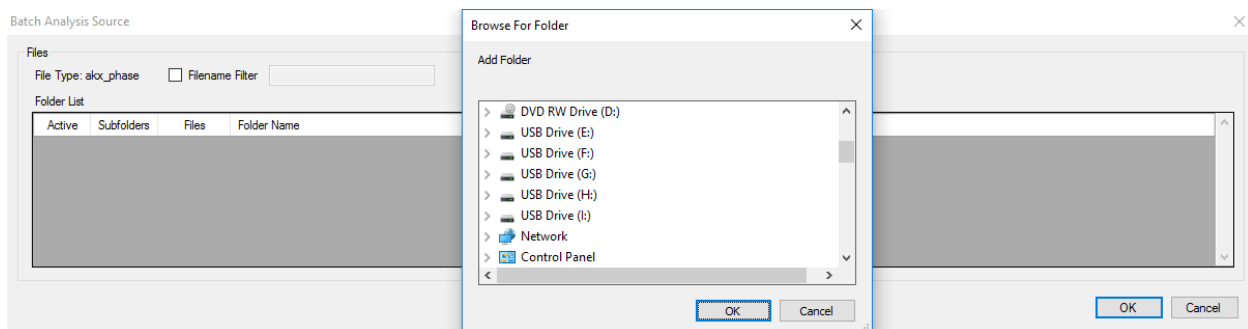 Batch Analysis Source
Files
File Type: akx_phase
Filename Filter
Folder List
Active Subfolders Files Folder Name
Browse For Folder
Add Folder
DVD RW Drive (D:)
USB Drive (E:)
USB Drive (F:)
USB Drive (G:)
USB Drive (H:)
USB Drive (I:)
Network
Control Panel
OK Cancel
OK Cancel